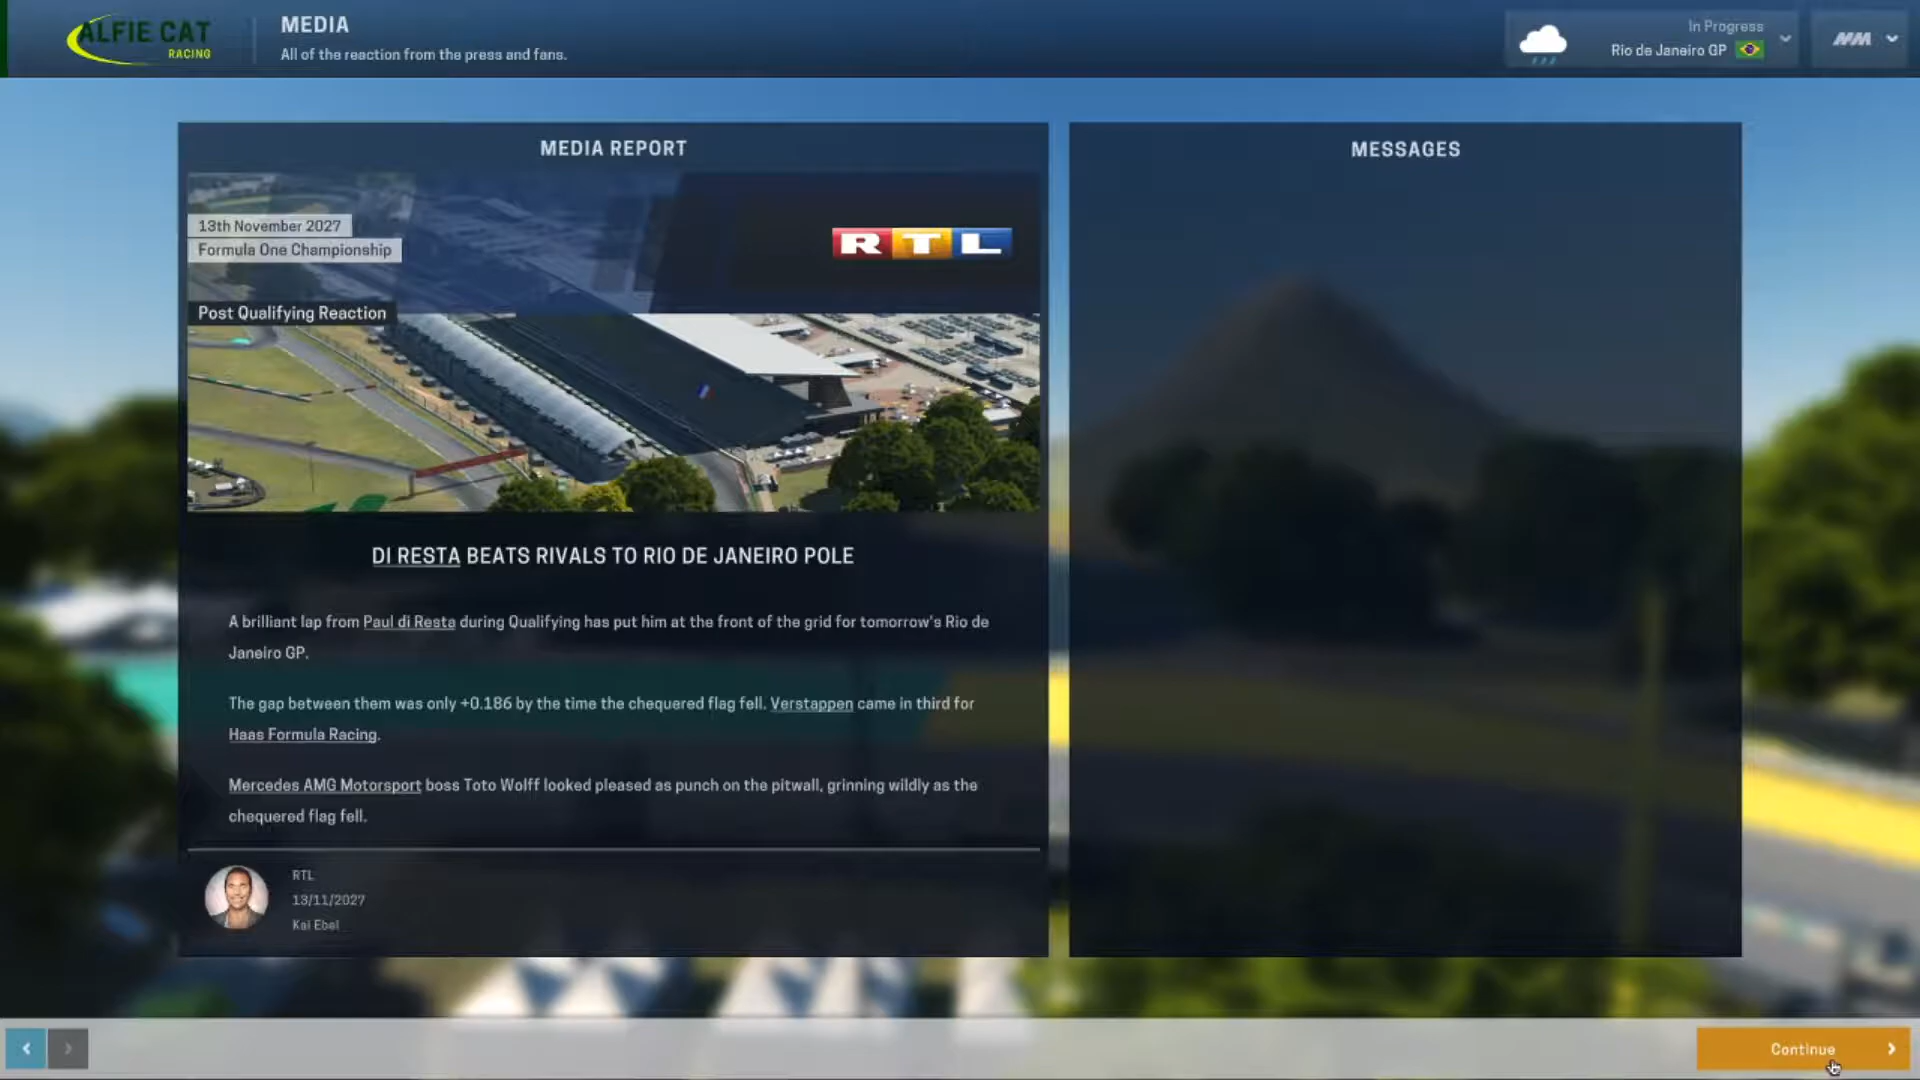 ALFIE CAT
RACING
MEDIA
All of the reaction from the press and fans.
In Progress
Rio de Janeiro GP
MM
MEDIA REPORT
13th November 2027
Formula One Championship
RTL
Post Qualifying Reaction
DI RESTA BEATS RIVALS TO RIO DE JANEIRO POLE
A brilliant lap from Paul di Resta during Qualifying has put him at the front of the grid for tomorrow's Rio de
Janeiro GP.
The gap between them was only +0.186 by the time the chequered flag fell. Verstappen came in third for
Haas Formula Racing.
Mercedes AMG Motorsport boss Toto Wolff looked pleased as punch on the pitwall, grinning wildly as the
chequered flag fell.
RTL
13/11/2027
Kai Ebel
MESSAGES
Continue